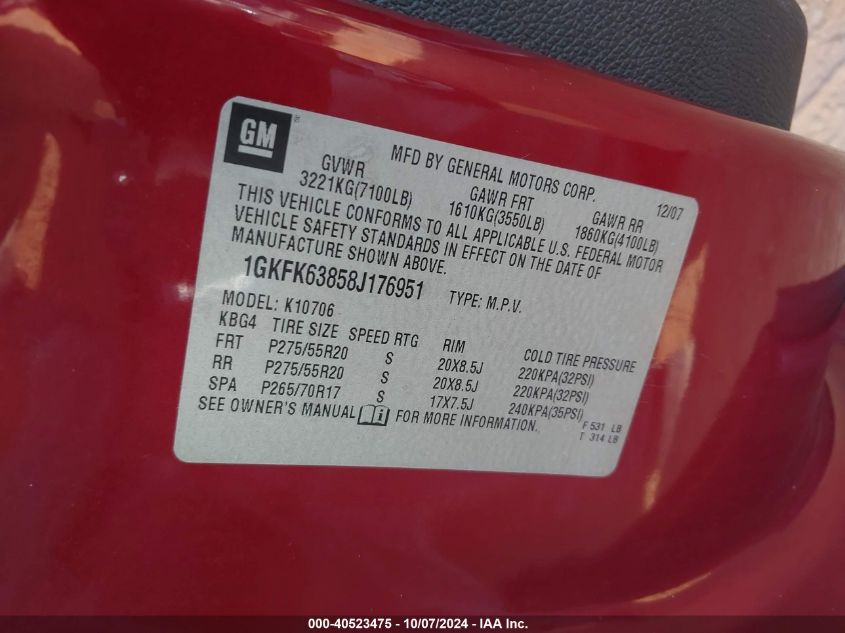 GM ®
MFD BY GENERAL MOTORS CORP. 12/07
GVWR GAWR FRT GAWR RR
3221KG(7100LB) 1610KG(3550LB) 1860KG(4100LB)
THIS VEHICLE CONFORMS TO ALL APPLICABLE U.S. FEDERAL MOTOR
VEHICLE SAFETY STANDARDS IN EFFECT ON THE DATE OF
MANUFACTURE SHOWN ABOVE.
1GKFK63858J176951 TYPE: M.P.V.
MODEL: K10706
KBG4 TIRE SIZE SPEED RTG RIM COLD TIRE PRESSURE
FRT P275/55R20 S 20X8.5J 220KPA(32PSI)
RR P275/55R20 S 20X8.5J 220KPA(32PSI)
SPA P265/70R17 S 17X7.5J 240KPA(35PSI)
SEE OWNER'S MANUAL i FOR MORE INFORMATION.
F 531 LB
T 314 LB
000-40523475 - 10/07/2024 - IAA Inc.